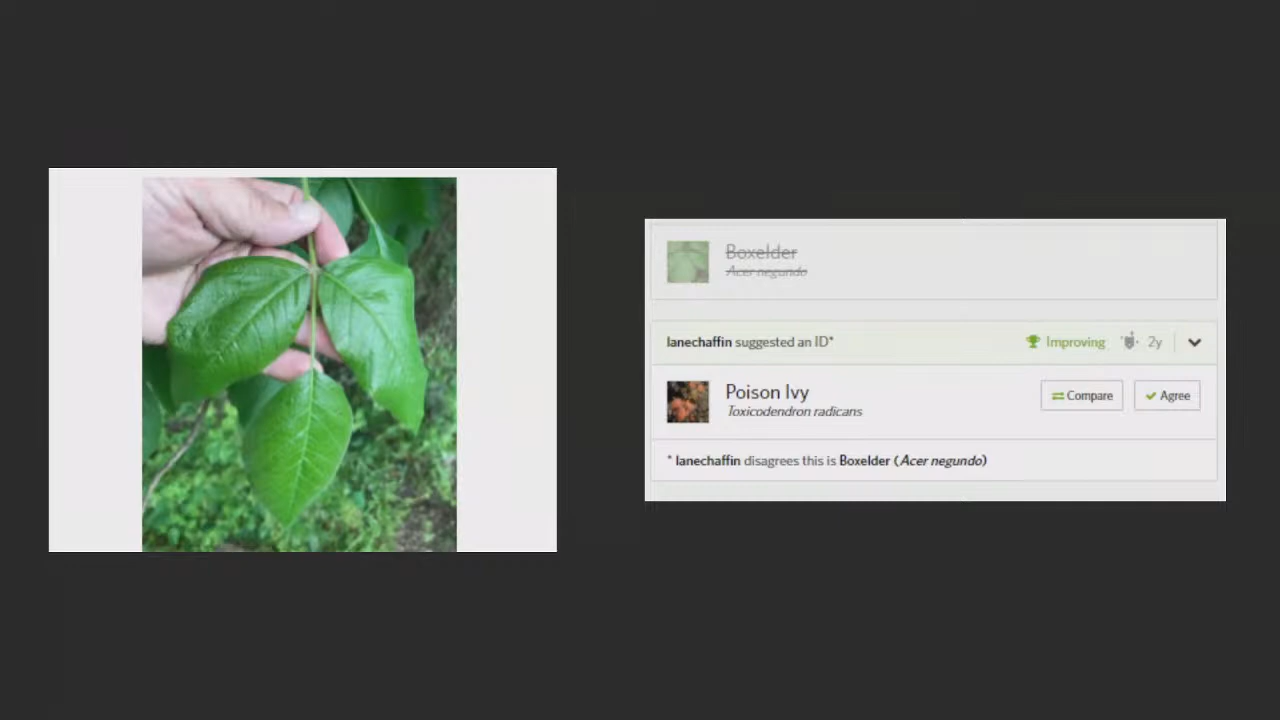 Boxelder
Acer negundo
lanechaffin suggested an ID*
Improving
2y
Poison Ivy
Toxicodendron radicans
Compare
Agree
* lanechaffin disagrees this is Boxelder (Acer negundo)